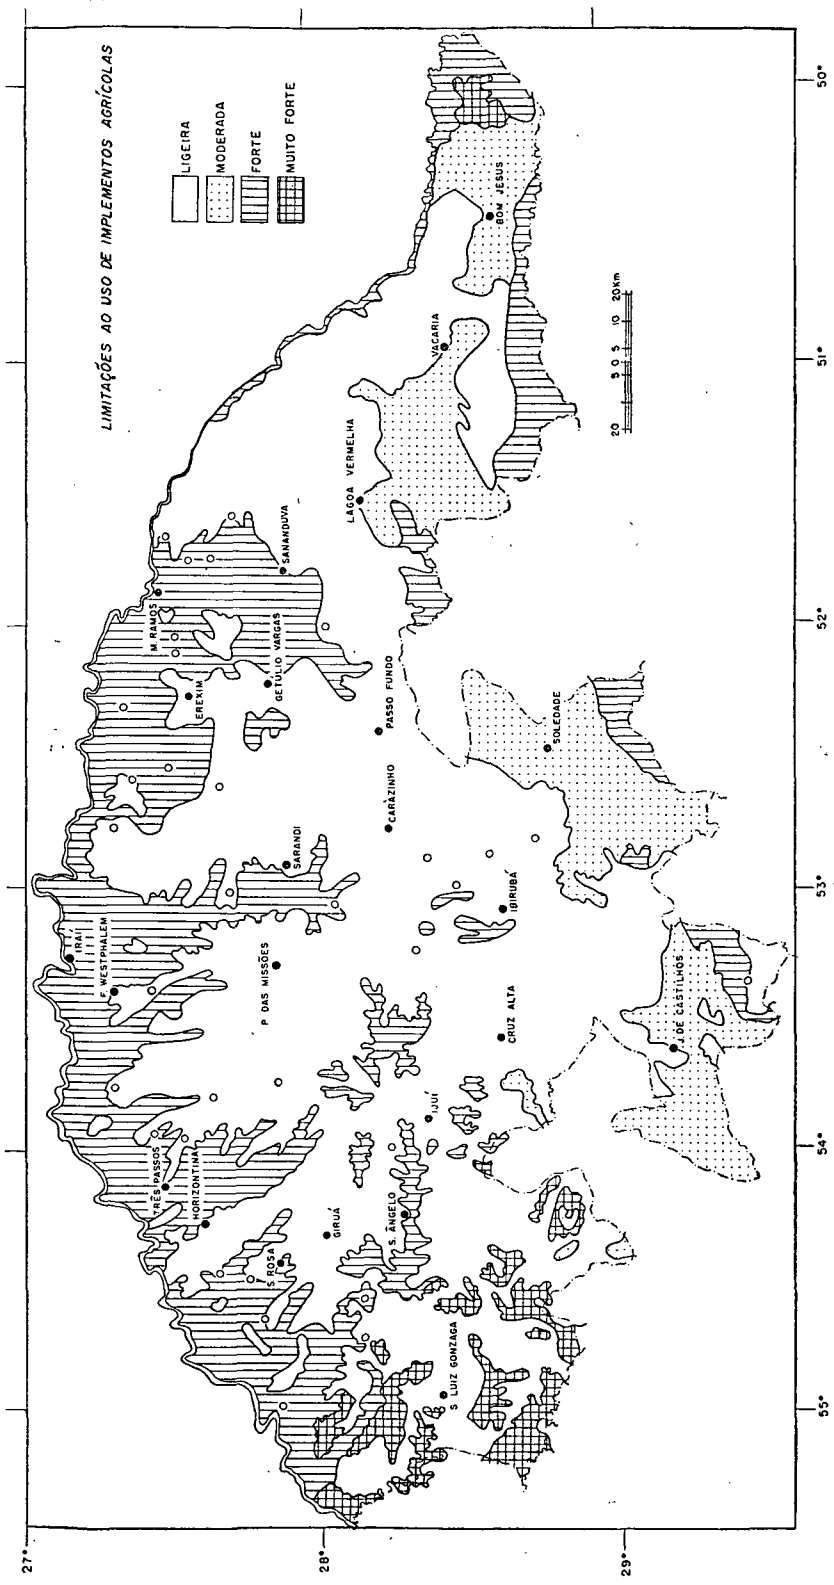 LIMITAÇÕES AO USO DE IMPLEMENTOS AGRÍCOLAS
LIGEIRA
MODERADA
FORTE
MUITO FORTE
27°
28°
29°
55°
54°
53°
52°
51°
50°
IRAÍ
F. WESTPHALEM
TRÊS PASSOS
HORIZONTINA
S. ROSA
GIRUÁ
S. ÂNGELO
S LUIZ GONZAGA
IJUÍ
CRUZ ALTA
P DAS MISSÕES
SARANDI
IBIRUBÁ
CARAZINHO
PASSO FUNDO
EREXIM
GETÚLIO VARGAS
M. RAMOS
SANANDUVA
LAGOA VERMELHA
VACARIA
BOM JESUS
SOLEDADE
J. DE CASTILHOS
20 5 0 5 10 20Km